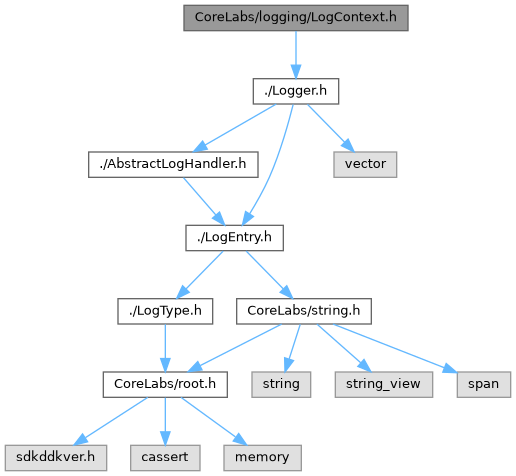 CoreLabs/logging/LogContext.h
./Logger.h
./AbstractLogHandler.h
vector
./LogEntry.h
./LogType.h
CoreLabs/string.h
CoreLabs/root.h
string
string_view
span
sdkddkver.h
cassert
memory